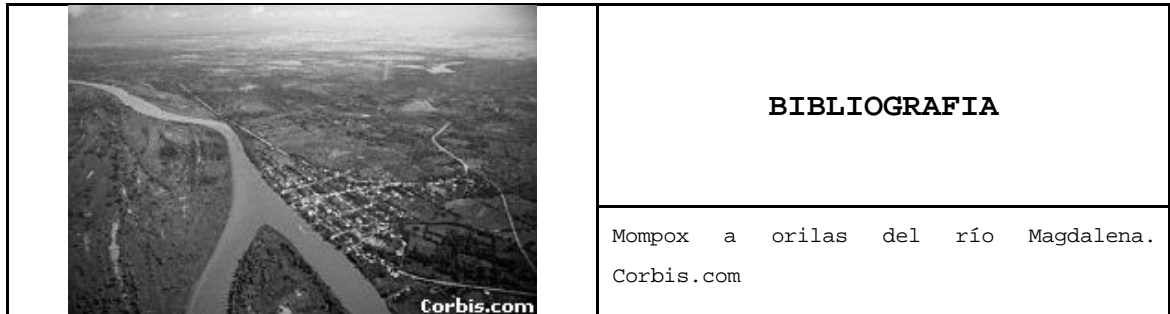 BIBLIOGRAFIA
Mompox a orilas del río Magdalena.
Corbis.com
Corbis.com